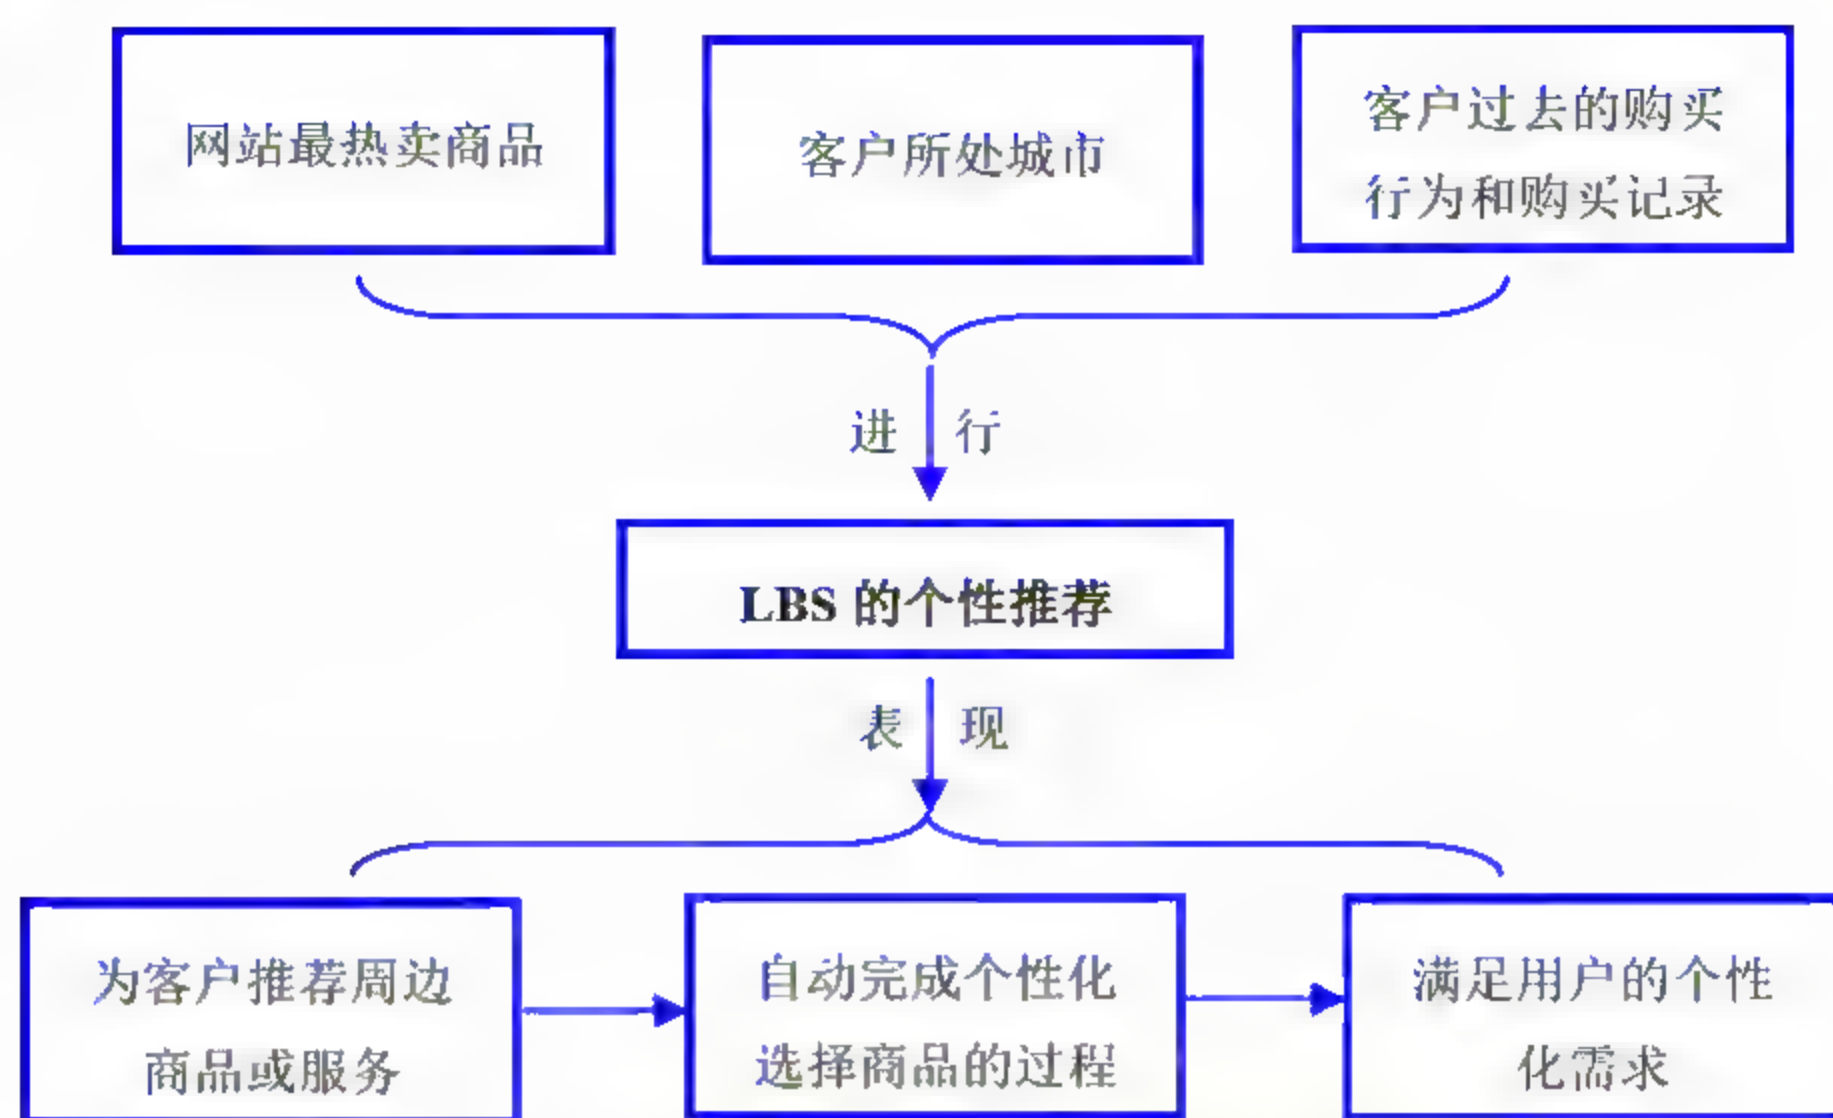 网站最热卖商品
客户所处城市
客户过去的购买
行为和购买记录
进行
LBS 的个性推荐
表现
为客户推荐周边
商品或服务
自动完成个性化
选择商品的过程
满足用户的个性
化需求